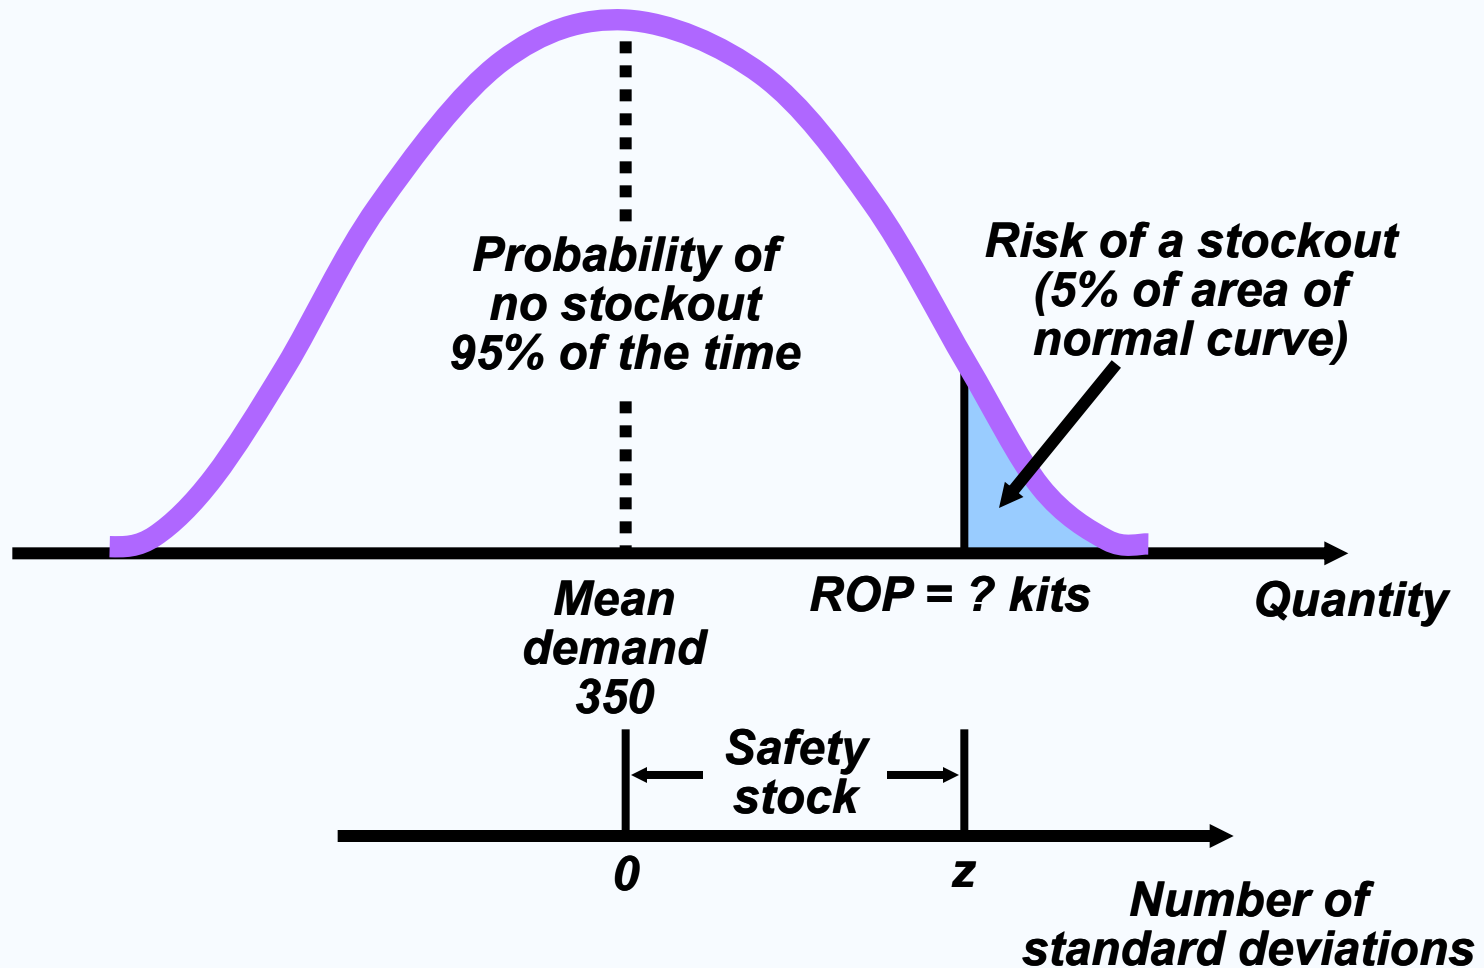 Probability of
no stockout
95% of the time
Risk of a stockout
(5% of area of
normal curve)
Mean
demand
350
ROP = ? kits
Quantity
Safety
stock
0
z
Number of
standard deviations